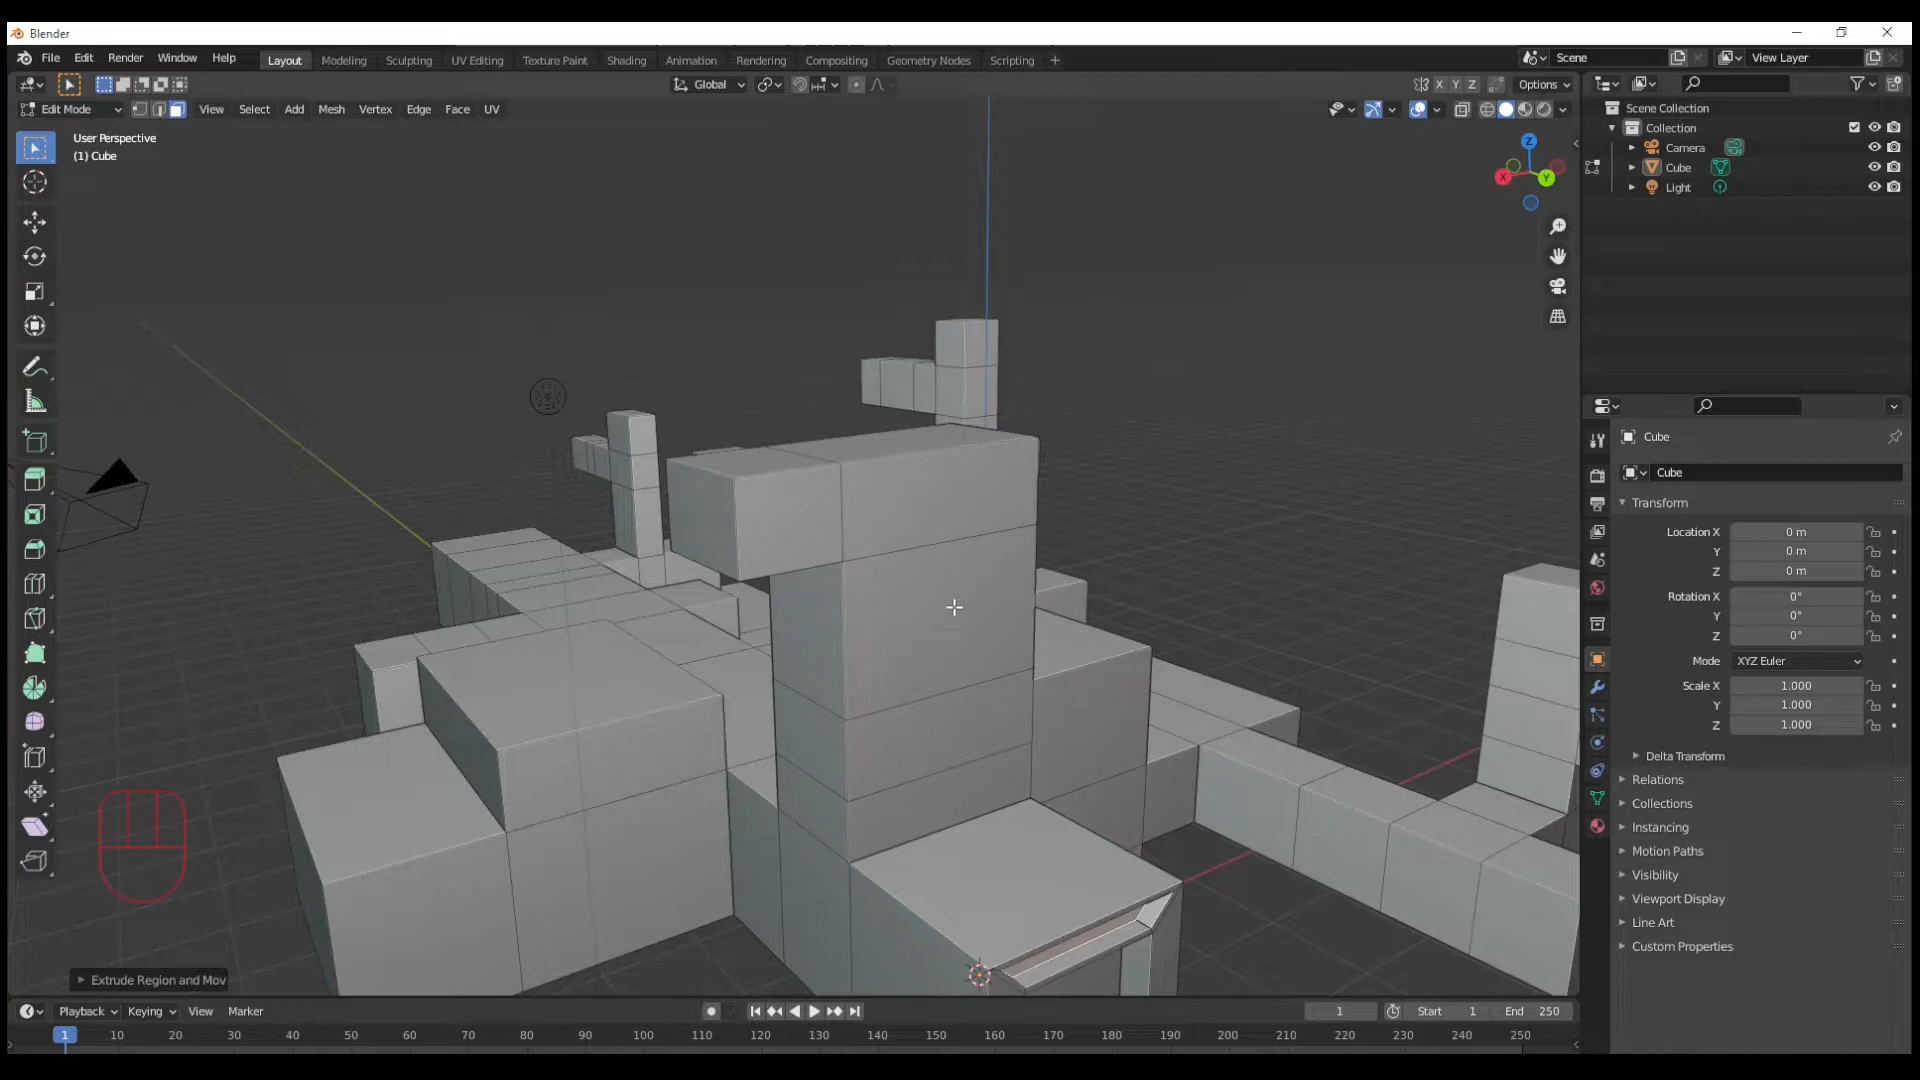 Blender
File Edit Render Window Help Layout Modeling Sculpting UV Editing Texture Paint Shading Animation Rendering Compositing Geometry Nodes Scripting + Scene View Layer
Global X Y Z Options
Edit Mode View Select Add Mesh Vertex Edge Face UV
User Perspective
(1) Cube
Z
X
Y
Extrude Region and Mov
Scene Collection
Collection
Camera
Cube
Light
Cube
Cube
Transform
Location X 0 m
Y 0 m
Z 0 m
Rotation X 0°
Y 0°
Z 0°
Mode XYZ Euler
Scale X 1.000
Y 1.000
Z 1.000
Delta Transform
Relations
Collections
Instancing
Motion Paths
Visibility
Viewport Display
Line Art
Custom Properties
Playback Keying View Marker 1 Start 1 End 250
1 10 20 30 40 50 60 70 80 90 100 110 120 130 140 150 160 170 180 190 200 210 220 230 240 250